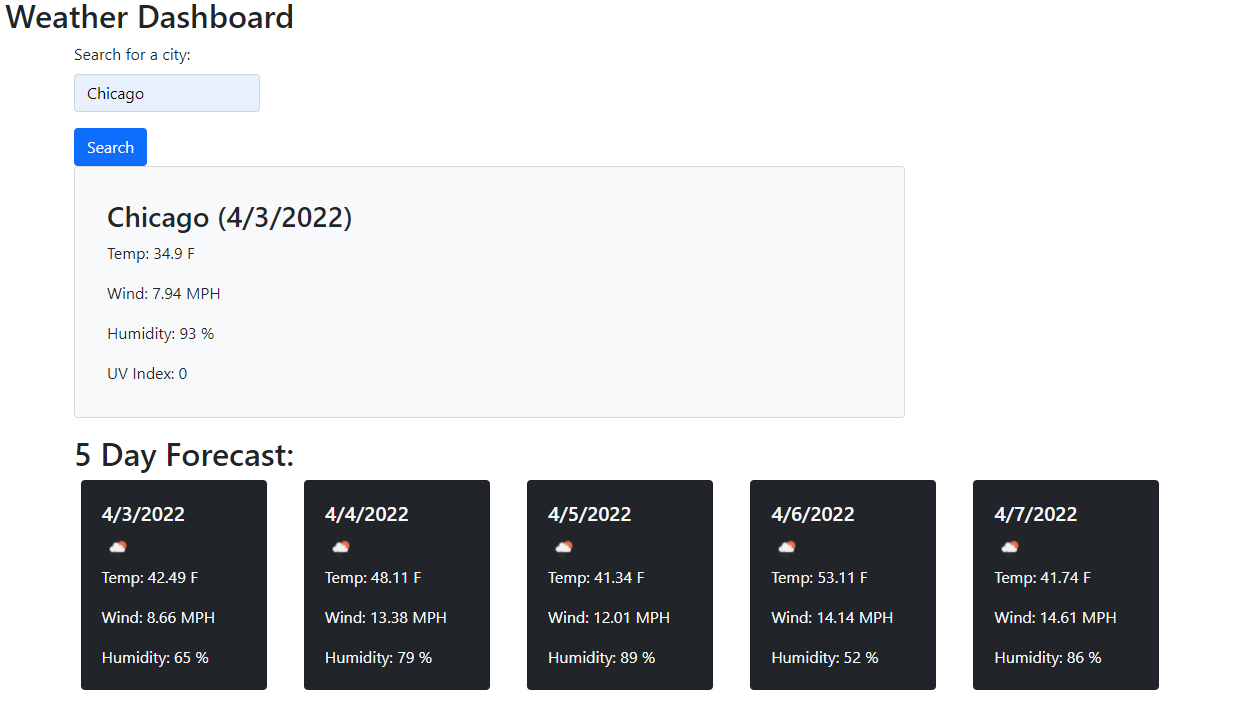 Weather Dashboard
Search for a city:
Chicago
Search
Chicago (4/3/2022)
Temp: 34.9 F
Wind: 7.94 MPH
Humidity: 93 %
UV Index: 0
5 Day Forecast:
4/3/2022
Temp: 42.49 F
Wind: 8.66 MPH
Humidity: 65 %
4/4/2022
Temp: 48.11 F
Wind: 13.38 MPH
Humidity: 79 %
4/5/2022
Temp: 41.34 F
Wind: 12.01 MPH
Humidity: 89 %
4/6/2022
Temp: 53.11 F
Wind: 14.14 MPH
Humidity: 52 %
4/7/2022
Temp: 41.74 F
Wind: 14.61 MPH
Humidity: 86 %